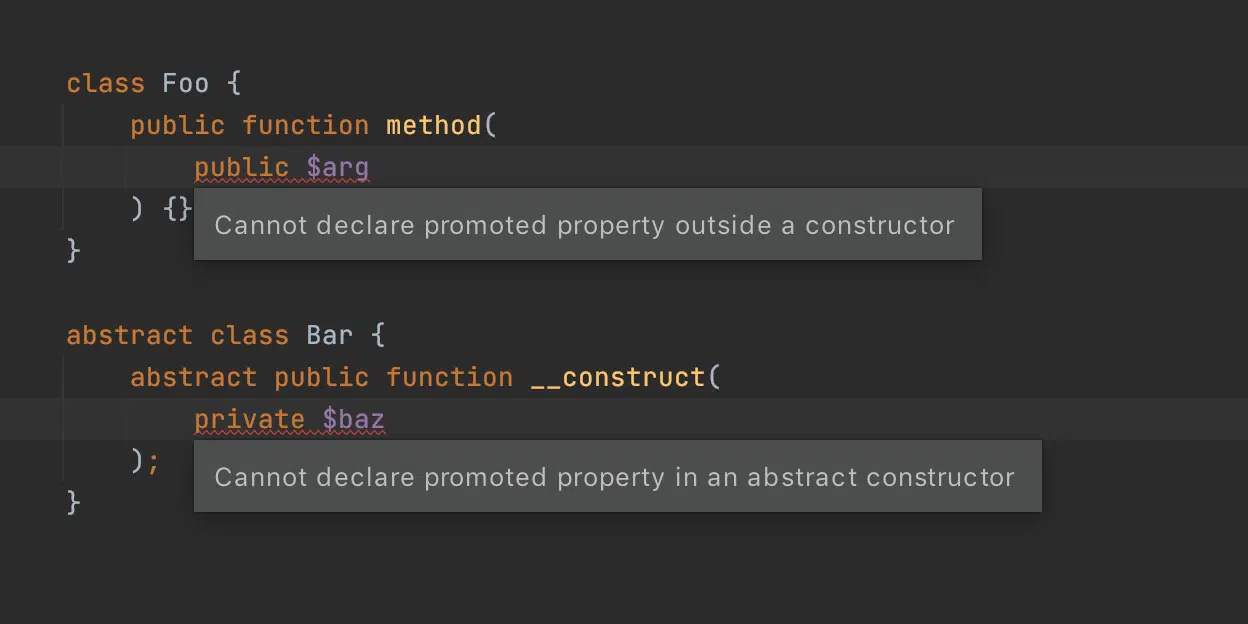 class Foo {
public function method(
public $arg
) {}
Cannot declare promoted property outside a constructor
}
abstract class Bar {
abstract public function __construct(
private $baz
);
Cannot declare promoted property in an abstract constructor
}